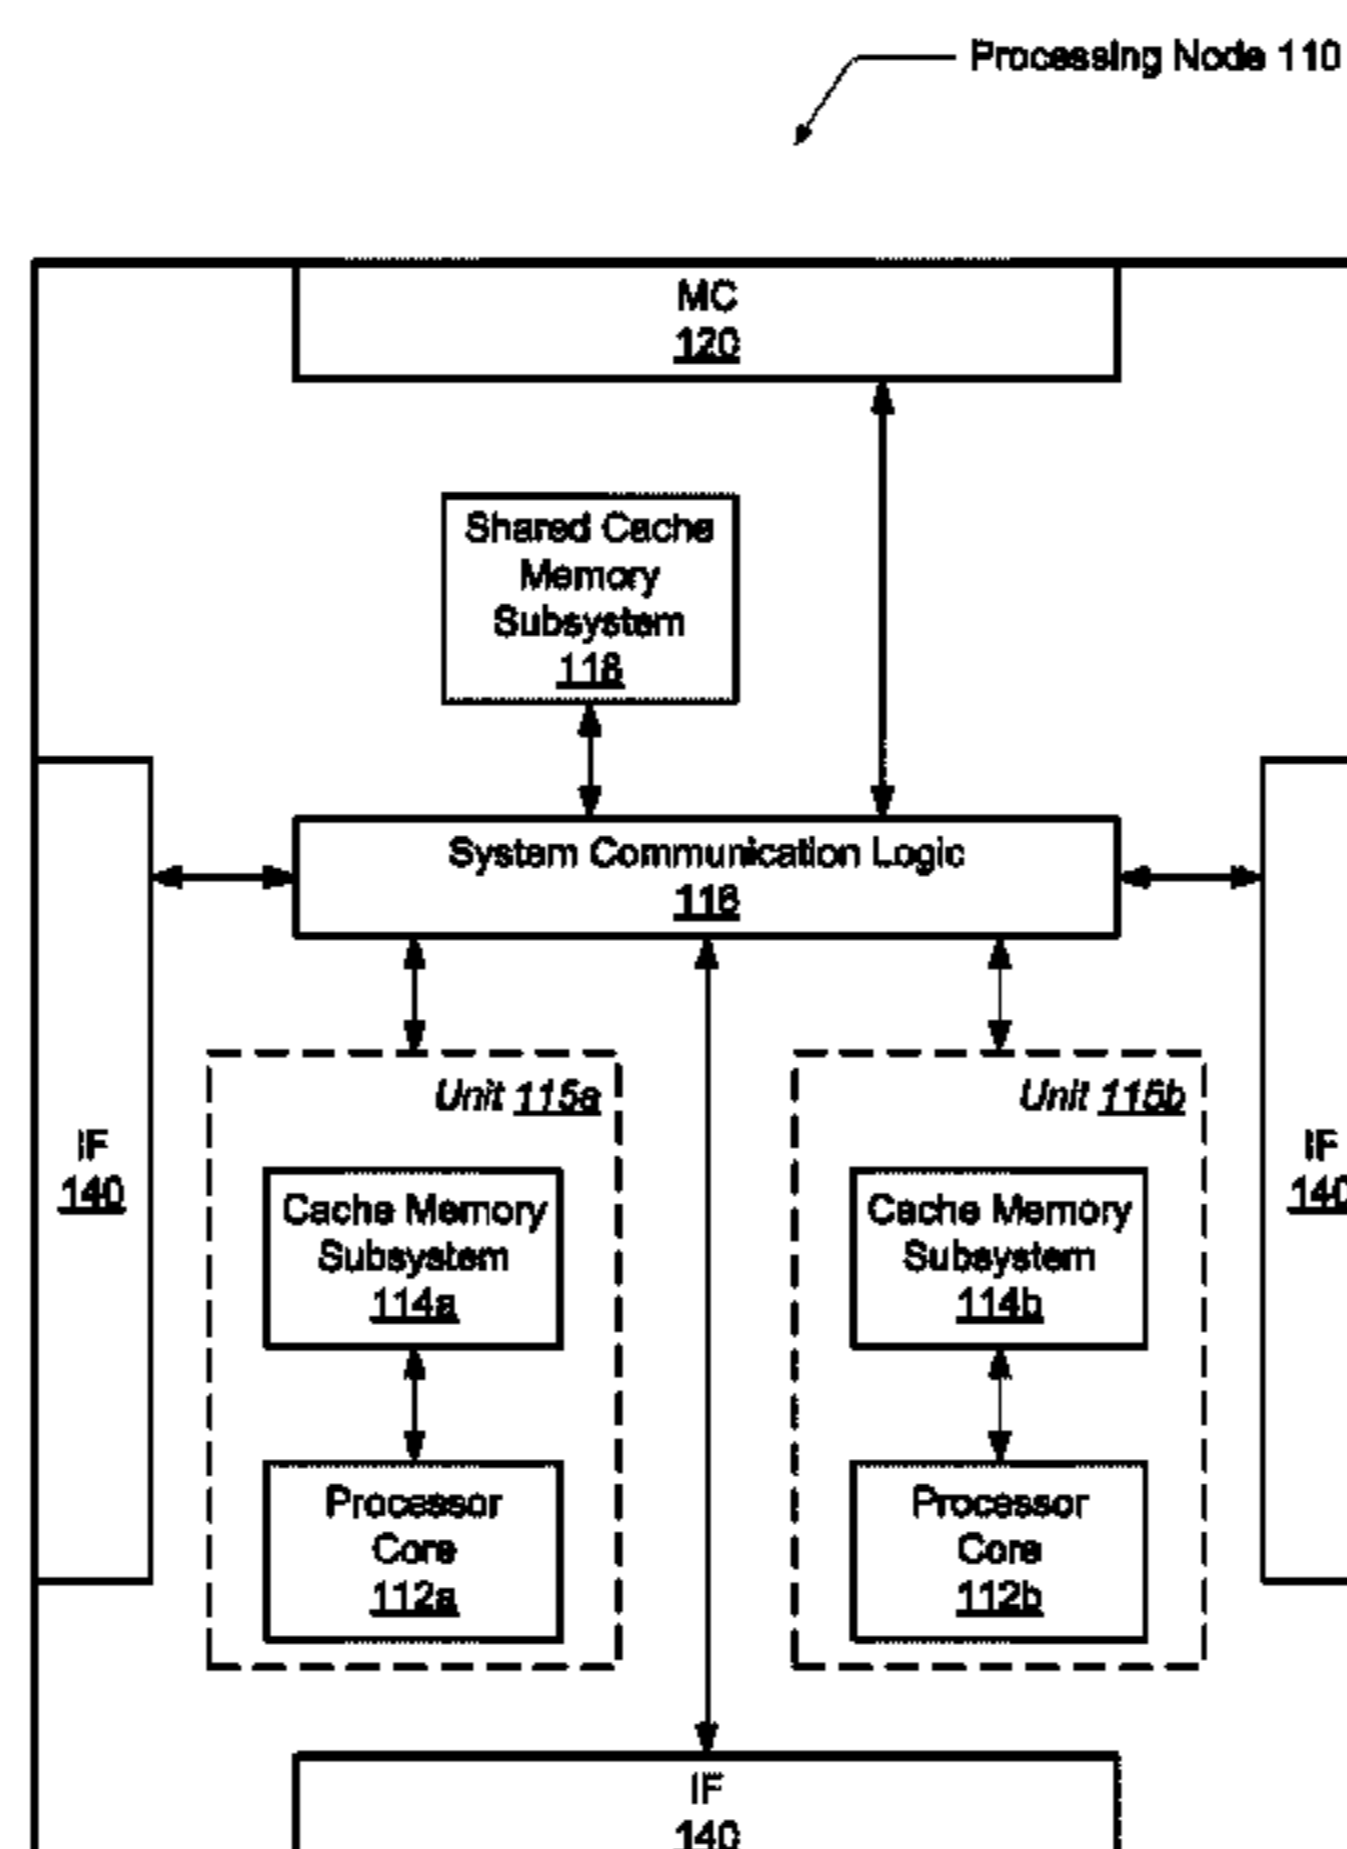 Processing Node 110
MC
120
Shared Cache
Memory
Subsystem
118
System Communication Logic
116
Unit 115a
Unit 115b
IF
140
IF
140
Cache Memory
Subsystem
114a
Cache Memory
Subsystem
114b
Processor
Core
112a
Processor
Core
112b
IF
140